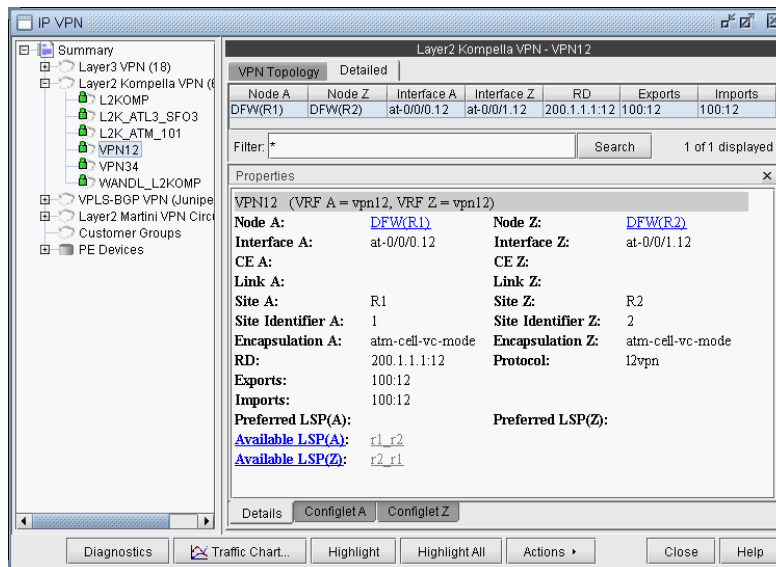 IP VPN
Summary
Layer3 VPN (18)
Layer2 Kompella VPN (6
L2KOMP
L2K_ATL3_SFO3
L2K_ATM_101
VPN12
VPN34
WANDL_L2KOMP
VPLS-BGP VPN (Junipe
Layer2 Martini VPN Circu
Customer Groups
PE Devices
Layer2 Kompella VPN - VPN12
VPN Topology Detailed
Node A Node Z Interface A Interface Z RD Exports Imports
DFW(R1) DFW(R2) at-0/0/0.12 at-0/0/1.12 200.1.1.1:12 100:12 100:12
Filter: * Search 1 of 1 displayed
Properties
VPN12 (VRF A = vpn12, VRF Z = vpn12)
Node A: DFW(R1) Node Z: DFW(R2)
Interface A: at-0/0/0.12 Interface Z: at-0/0/1.12
CE A: CE Z:
Link A: Link Z:
Site A: R1 Site Z: R2
Site Identifier A: 1 Site Identifier Z: 2
Encapsulation A: atm-cell-vc-mode Encapsulation Z: atm-cell-vc-mode
RD: 200.1.1.1:12 Protocol: l2vpn
Exports: 100:12
Imports: 100:12
Preferred LSP(A): Preferred LSP(Z):
Available LSP(A): r1_r2
Available LSP(Z): r2_r1
Details Configlet A Configlet Z
Diagnostics Traffic Chart... Highlight Highlight All Actions Close Help